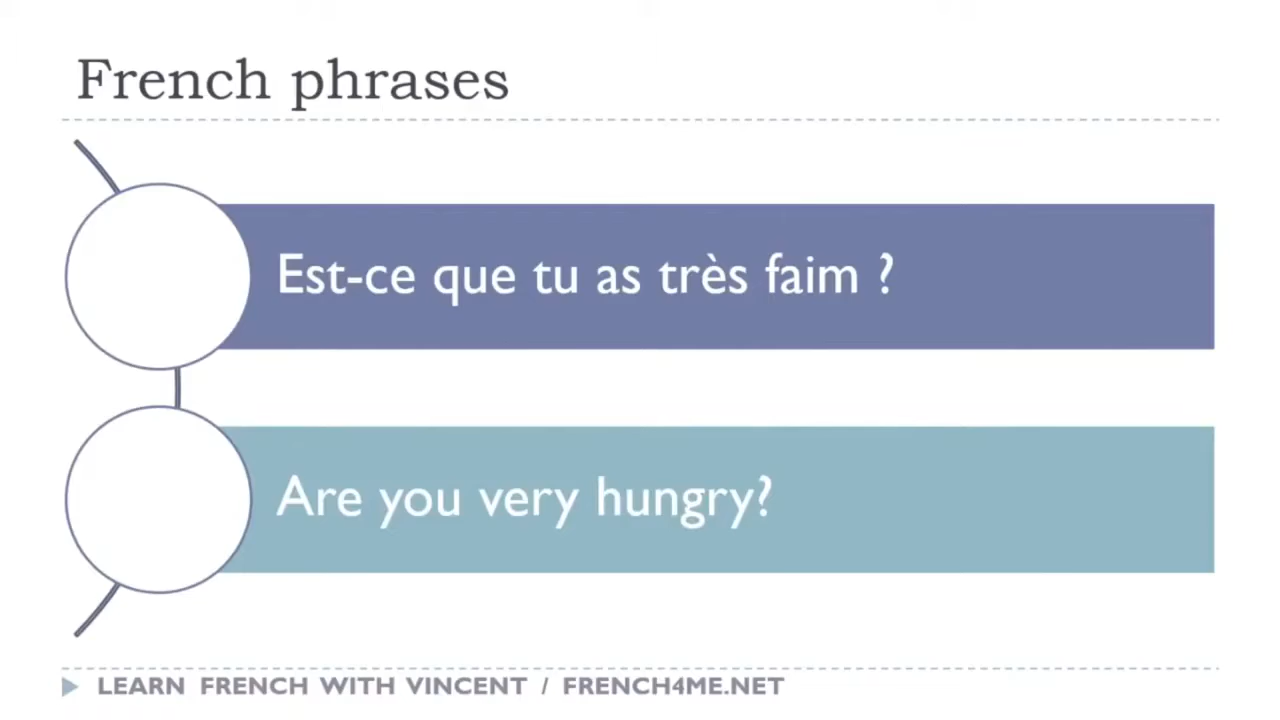 French phrases
Est-ce que tu as très faim ?
Are you very hungry?
LEARN FRENCH WITH VINCENT / FRENCH4ME.NET